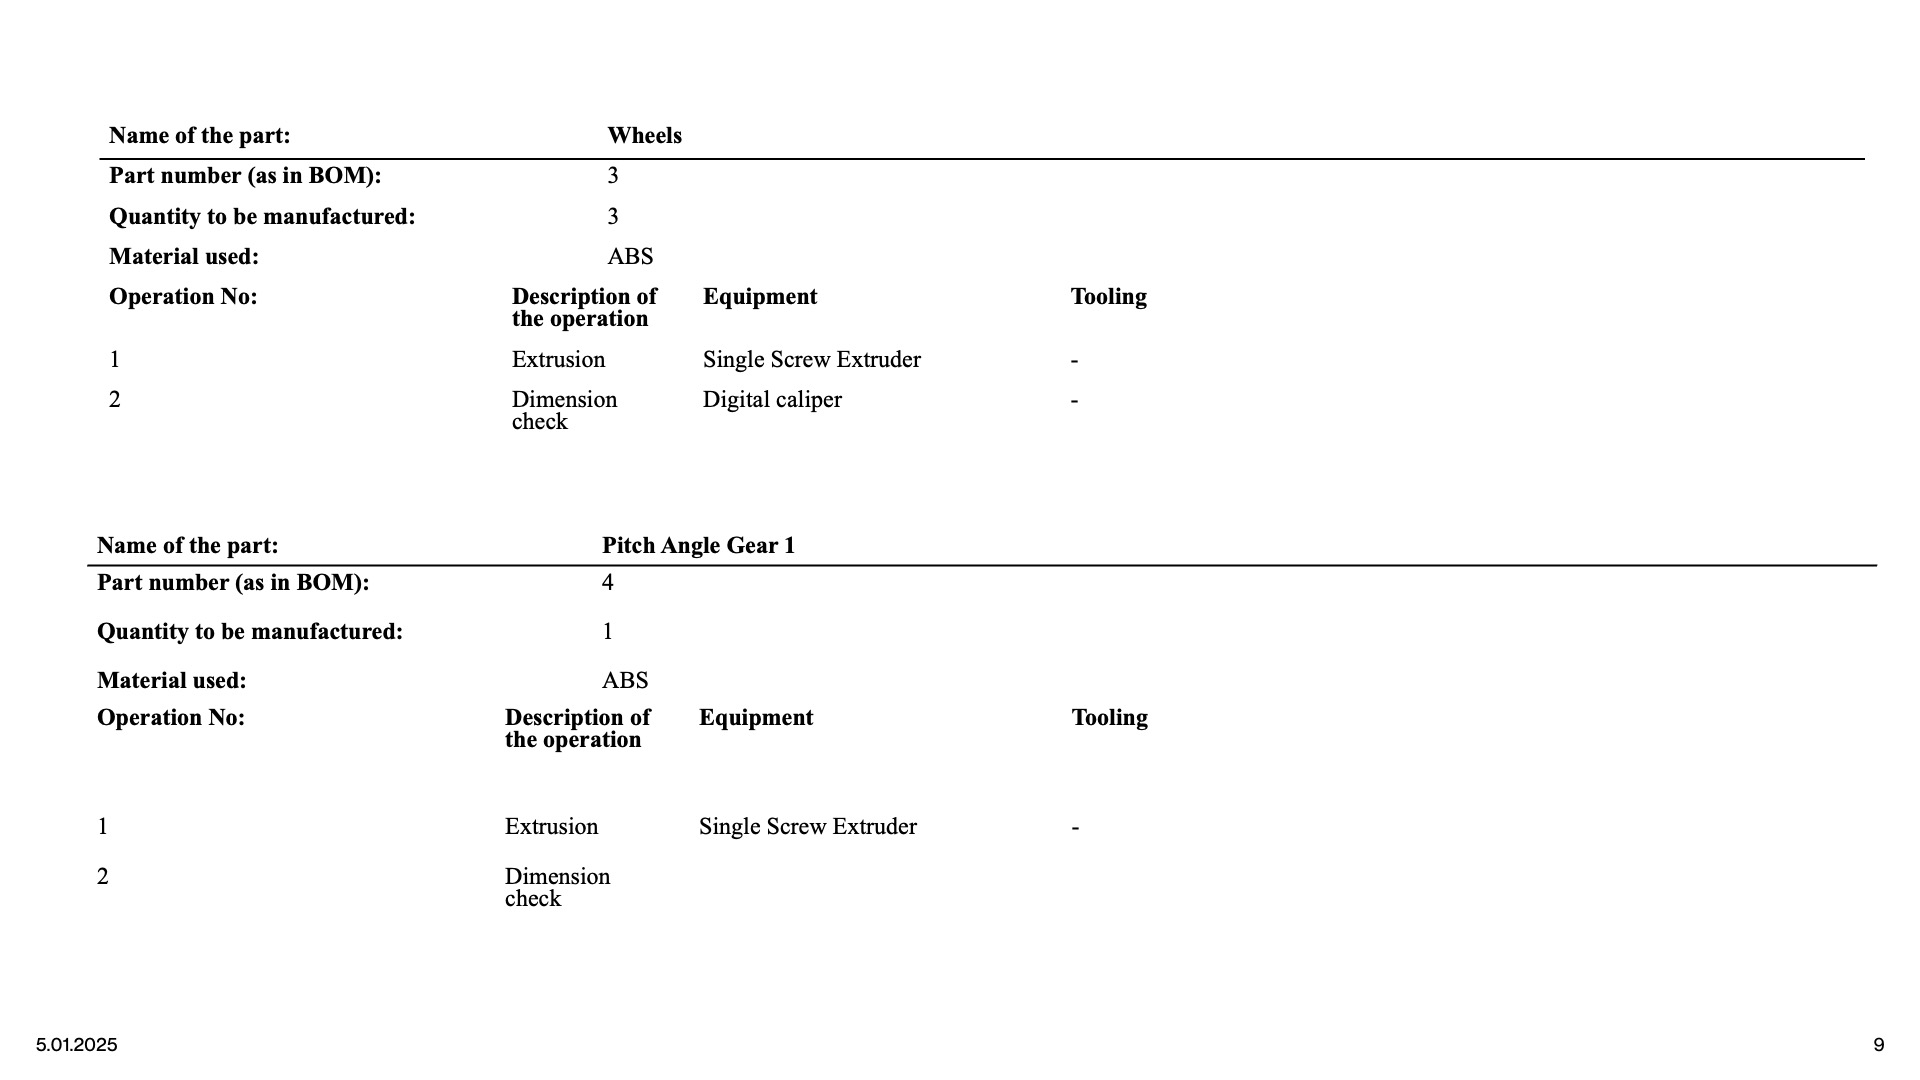 Name of the part: Wheels
Part number (as in BOM): 3
Quantity to be manufactured: 3
Material used: ABS
Operation No: Description of the operation Equipment Tooling
1 Extrusion Single Screw Extruder -
2 Dimension check Digital caliper -
Name of the part: Pitch Angle Gear 1
Part number (as in BOM): 4
Quantity to be manufactured: 1
Material used: ABS
Operation No: Description of the operation Equipment Tooling
1 Extrusion Single Screw Extruder -
2 Dimension check
5.01.2025 9